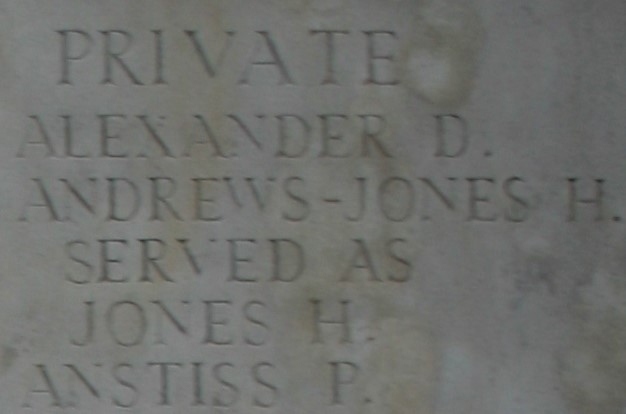 PRIVATE
ALEXANDER D.
ANDREWS-JONES H.
SERVED AS
JONES H.
ANSTISS P.